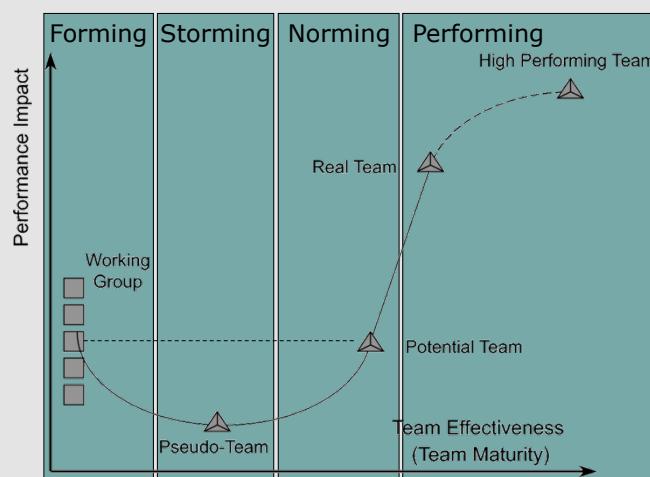 Forming
Storming
Norming
Performing
High Performing Team
Performance Impact
Real Team
Working
Group
Potential Team
Pseudo-Team
Team Effectiveness
(Team Maturity)